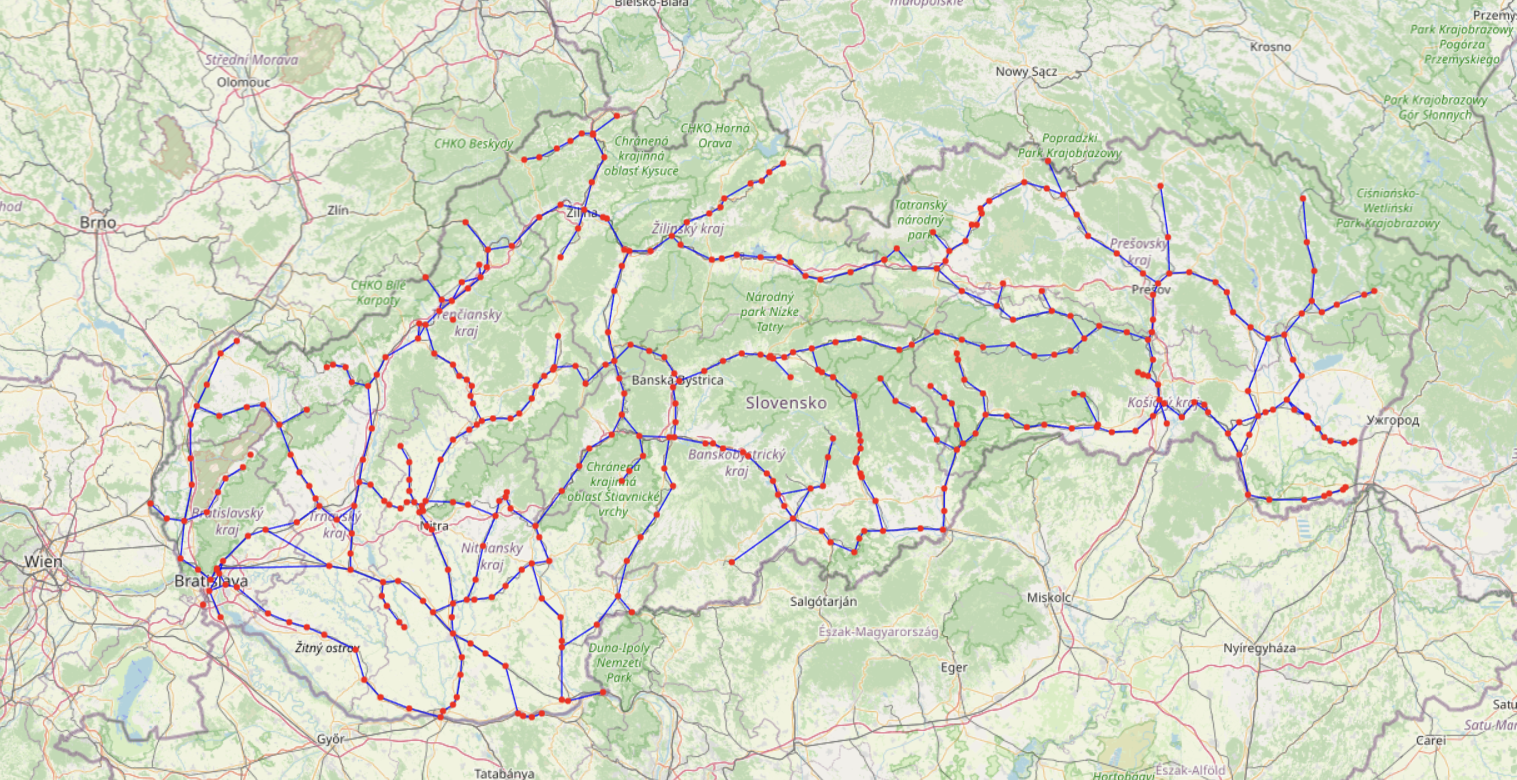 Bielsko-Biała
małopolskie
Przemyśl
Park Krajobrazowy
Pogórza
Przemyskiego
Krosno
Nowy Sącz
Střední Morava
Olomouc
Park Krajobrazowy
Gór Słonnych
CHKO Beskydy
Chránená
krajinná
oblasť Kysuce
CHKO Horná
Orava
Popradzki
Park Krajobrazowy
Ciśniańsko-
Wetliński
Park Krajobrazowy
hod
Brno
Zlín
Žilina
Žilinský kraj
Tatranský
národný
park
Prešovský
kraj
CHKO Bílé
Karpaty
Trenčiansky
kraj
Národný
park Nízke
Tatry
Prešov
Banská Bystrica
Slovensko
Košický kraj
Ужгород
Banskobystrický
kraj
Chránená
krajinná
oblasť Štiavnické
vrchy
Bratislavský
kraj
Trnavský
kraj
Nitra
Nitriansky
kraj
Wien
Bratislava
Salgótarján
Miskolc
Észak-Magyarország
Žitný ostrov
Duna-Ipoly
Nemzeti
Park
Eger
Nyíregyháza
Győr
Satu-Mar
Carei
Tatabánya
Hortobágyi
Észak-Alföld